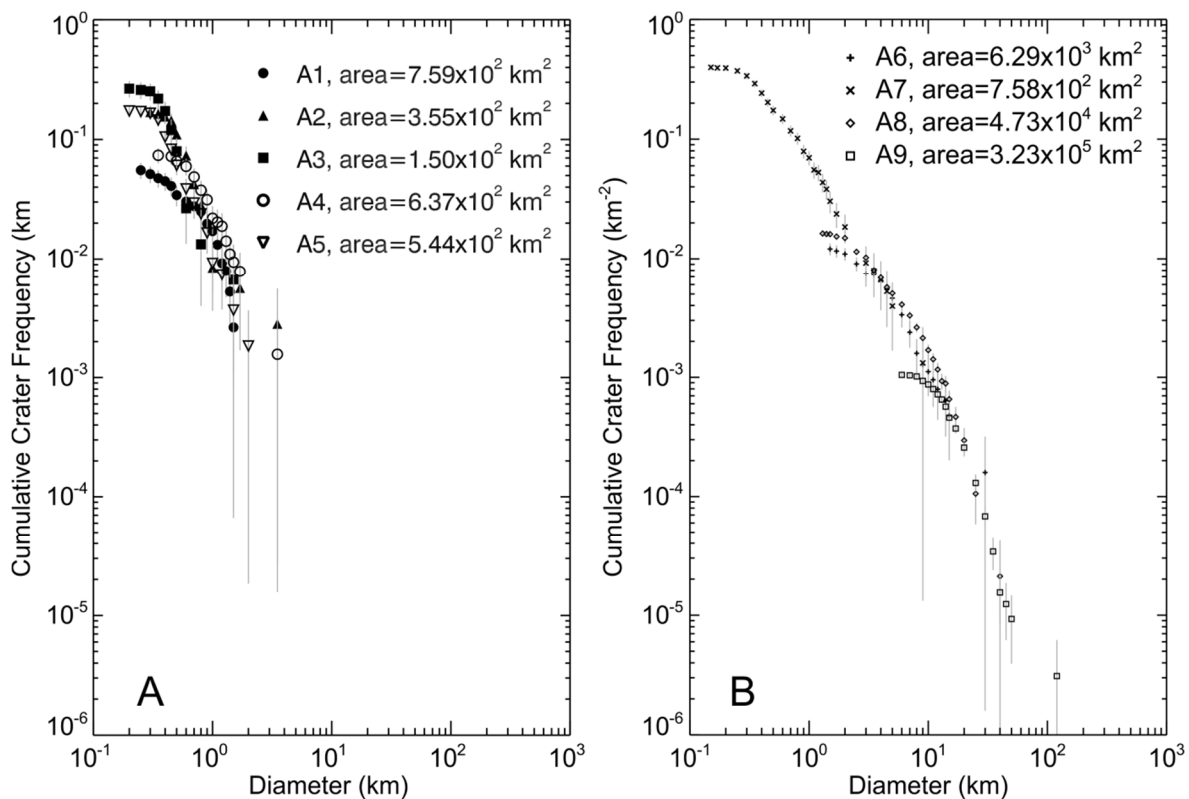 10^0
10^-1
10^-2
10^-3
10^-4
10^-5
10^-6
Cumulative Crater Frequency (km
A1, area=7.59x10^2 km^2
A2, area=3.55x10^2 km^2
A3, area=1.50x10^2 km^2
A4, area=6.37x10^2 km^2
A5, area=5.44x10^2 km^2
A
10^-1 10^0 10^1 10^2 10^3
Diameter (km)
10^0
10^-1
10^-2
10^-3
10^-4
10^-5
10^-6
Cumulative Crater Frequency (km^-2)
A6, area=6.29x10^3 km^2
A7, area=7.58x10^2 km^2
A8, area=4.73x10^4 km^2
A9, area=3.23x10^5 km^2
B
10^-1 10^0 10^1 10^2 10^3
Diameter (km)